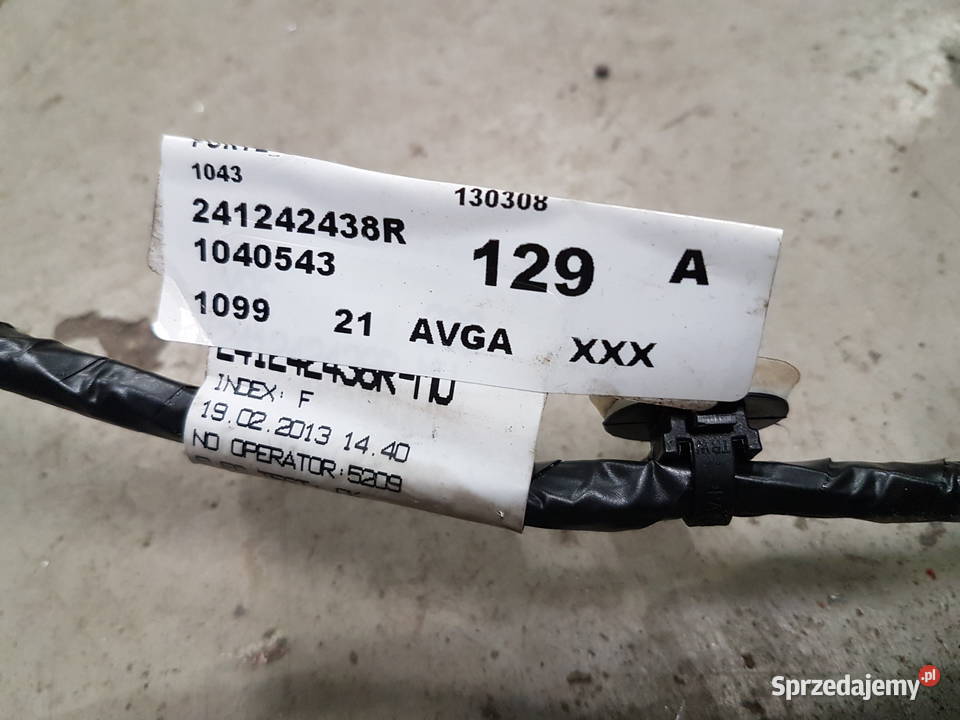 1043
130308
241242438R
1040543
129 A
1099 21 AVGA XXX
INDEX: F
19.02.2013 14.40
NO OPERATOR:5209
TRW
Sprzedajemy.pl